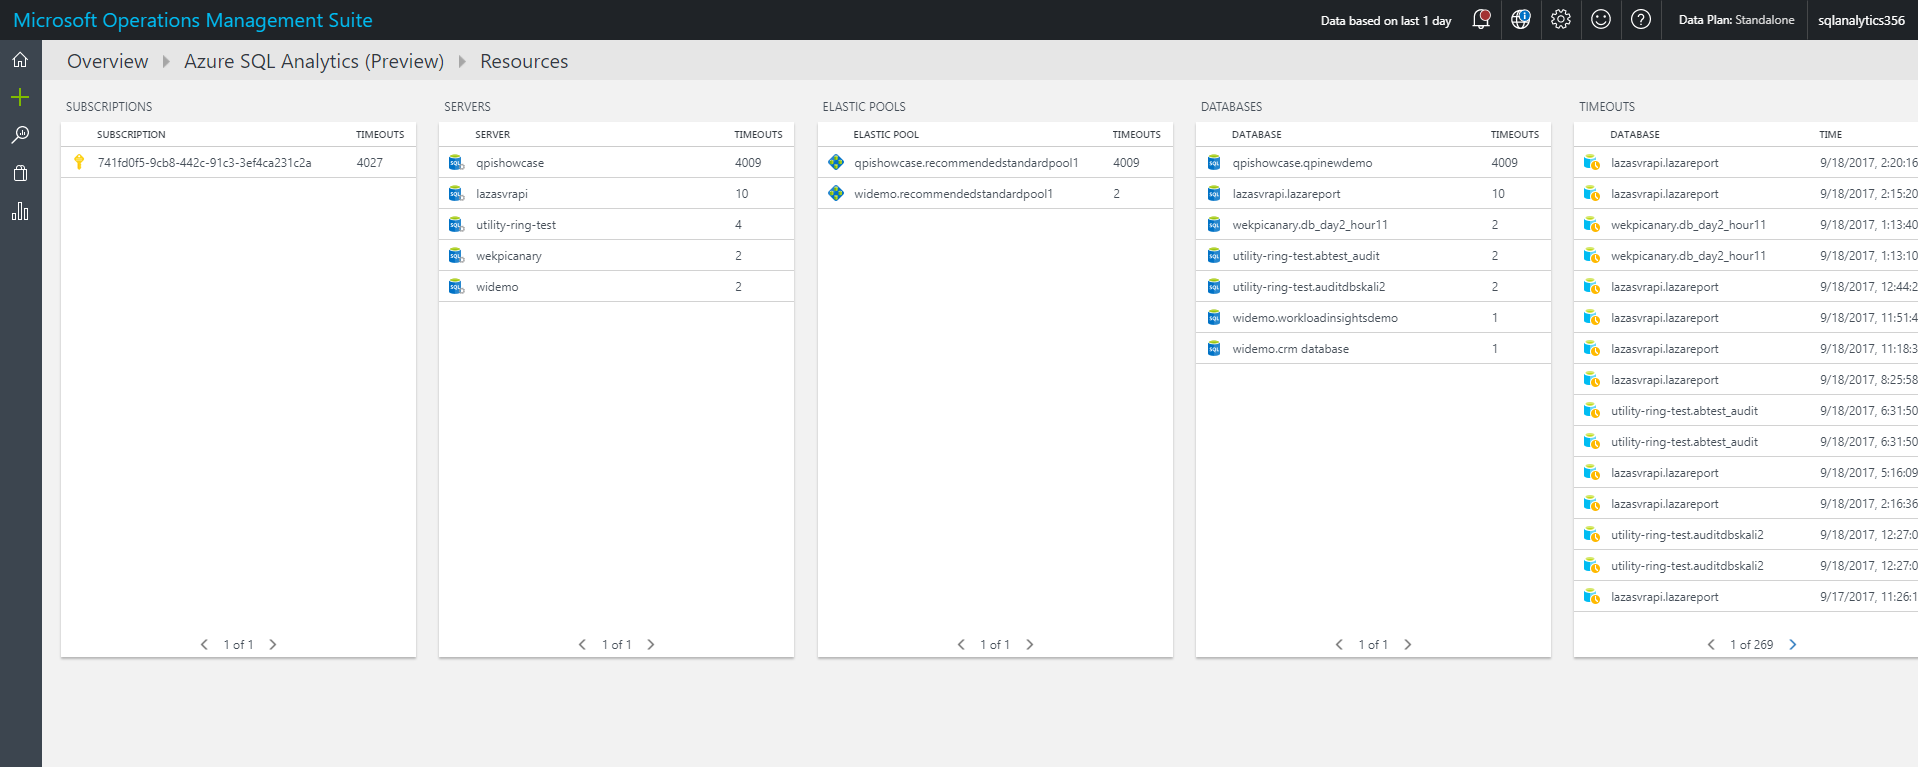 Microsoft Operations Management Suite
Data based on last 1 day
Data Plan: Standalone
sqlanalytics356
Overview Azure SQL Analytics (Preview) Resources
SUBSCRIPTIONS
SUBSCRIPTION TIMEOUTS
741fd0f5-9cb8-442c-91c3-3ef4ca231c2a 4027
1 of 1
SERVERS
SERVER TIMEOUTS
qpishowcase 4009
lazasvrapi 10
utility-ring-test 4
wekpicanary 2
widemo 2
1 of 1
ELASTIC POOLS
ELASTIC POOL TIMEOUTS
qpishowcase.recommendedstandardpool1 4009
widemo.recommendedstandardpool1 2
1 of 1
DATABASES
DATABASE TIMEOUTS
qpishowcase.qpinewdemo 4009
lazasvrapi.lazareport 10
wekpicanary.db_day2_hour11 2
utility-ring-test.abtest_audit 2
utility-ring-test.auditdbskali2 2
widemo.workloadinsightsdemo 1
widemo.crm database 1
1 of 1
TIMEOUTS
DATABASE TIME
lazasvrapi.lazareport 9/18/2017, 2:20:16
lazasvrapi.lazareport 9/18/2017, 2:15:20
wekpicanary.db_day2_hour11 9/18/2017, 1:13:40
wekpicanary.db_day2_hour11 9/18/2017, 1:13:10
lazasvrapi.lazareport 9/18/2017, 12:44:2
lazasvrapi.lazareport 9/18/2017, 11:51:4
lazasvrapi.lazareport 9/18/2017, 11:18:3
lazasvrapi.lazareport 9/18/2017, 8:25:58
utility-ring-test.abtest_audit 9/18/2017, 6:31:50
utility-ring-test.abtest_audit 9/18/2017, 6:31:50
lazasvrapi.lazareport 9/18/2017, 5:16:09
lazasvrapi.lazareport 9/18/2017, 2:16:36
utility-ring-test.auditdbskali2 9/18/2017, 12:27:0
utility-ring-test.auditdbskali2 9/18/2017, 12:27:0
lazasvrapi.lazareport 9/17/2017, 11:26:1
1 of 269